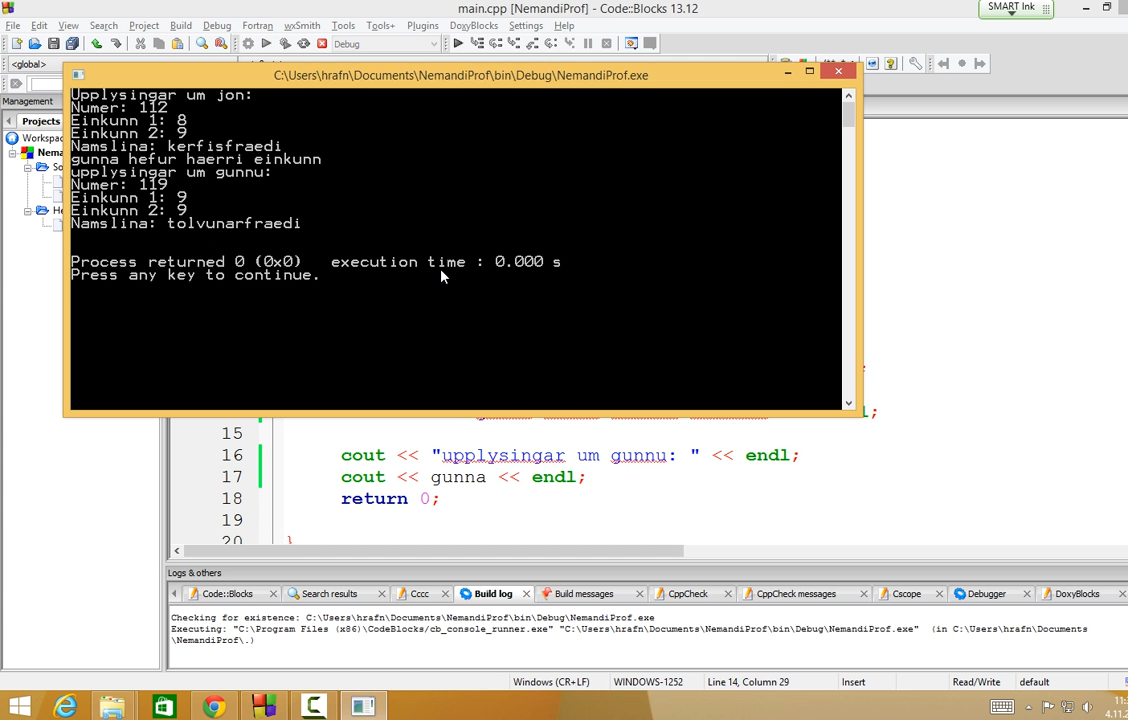 main.cpp [NemandiProf] - Code::Blocks 13.12
SMART Ink
File Edit View Search Project Build Debug Fortran wxSmith Tools Tools+ Plugins DoxyBlocks Settings Help
Debug
<global>
C:\Users\hrafn\Documents\NemandiProf\bin\Debug\NemandiProf.exe
Management
Projects
Workspa
Nema
So
He
Upplysingar um jon:
Numer: 112
Einkunn 1: 8
Einkunn 2: 9
Namslina: kerfisfraedi
gunna hefur haerri einkunn
upplysingar um gunnu:
Numer: 119
Einkunn 1: 9
Einkunn 2: 9
Namslina: tolvunarfraedi
Process returned 0 (0x0)   execution time : 0.000 s
Press any key to continue.
15
16 cout << "upplysingar um gunnu: " << endl;
17 cout << gunna << endl;
18 return 0;
19
20 }
Logs & others
Code::Blocks Search results Cccc Build log Build messages CppCheck CppCheck messages Cscope Debugger DoxyBlocks
Checking for existence: C:\Users\hrafn\Documents\NemandiProf\bin\Debug\NemandiProf.exe
Executing: "C:\Program Files (x86)\CodeBlocks/cb_console_runner.exe" "C:\Users\hrafn\Documents\NemandiProf\bin\Debug\NemandiProf.exe"  (in C:\Users\hrafn\Documents
\NemandiProf\.)
Windows (CR+LF) WINDOWS-1252 Line 14, Column 29 Insert Read/Write default
11:
4.11.2